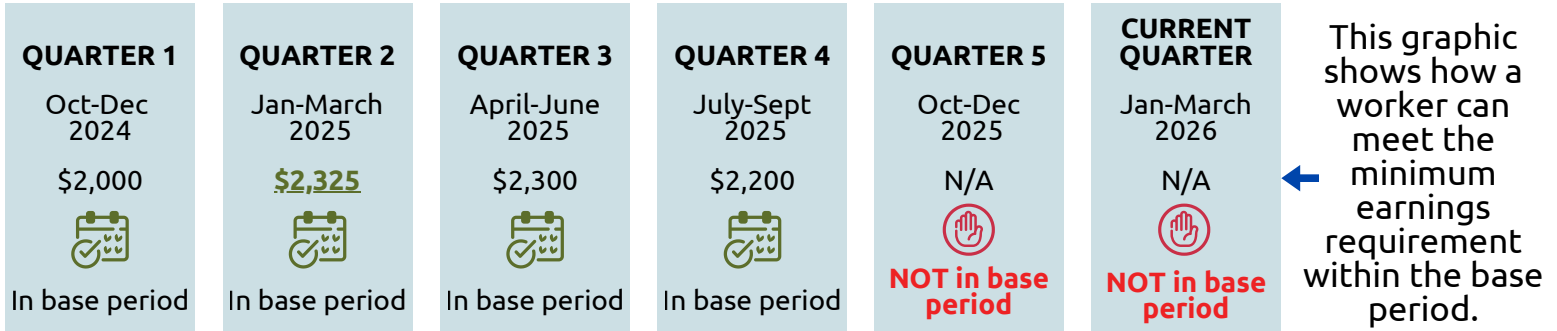 QUARTER 1
Oct-Dec
2024
$2,000
In base period
QUARTER 2
Jan-March
2025
$2,325
In base period
QUARTER 3
April-June
2025
$2,300
In base period
QUARTER 4
July-Sept
2025
$2,200
In base period
QUARTER 5
Oct-Dec
2025
N/A
NOT in base
period
CURRENT
QUARTER
Jan-March
2026
N/A
NOT in base
period
This graphic
shows how a
worker can
meet the
minimum
earnings
requirement
within the base
period.